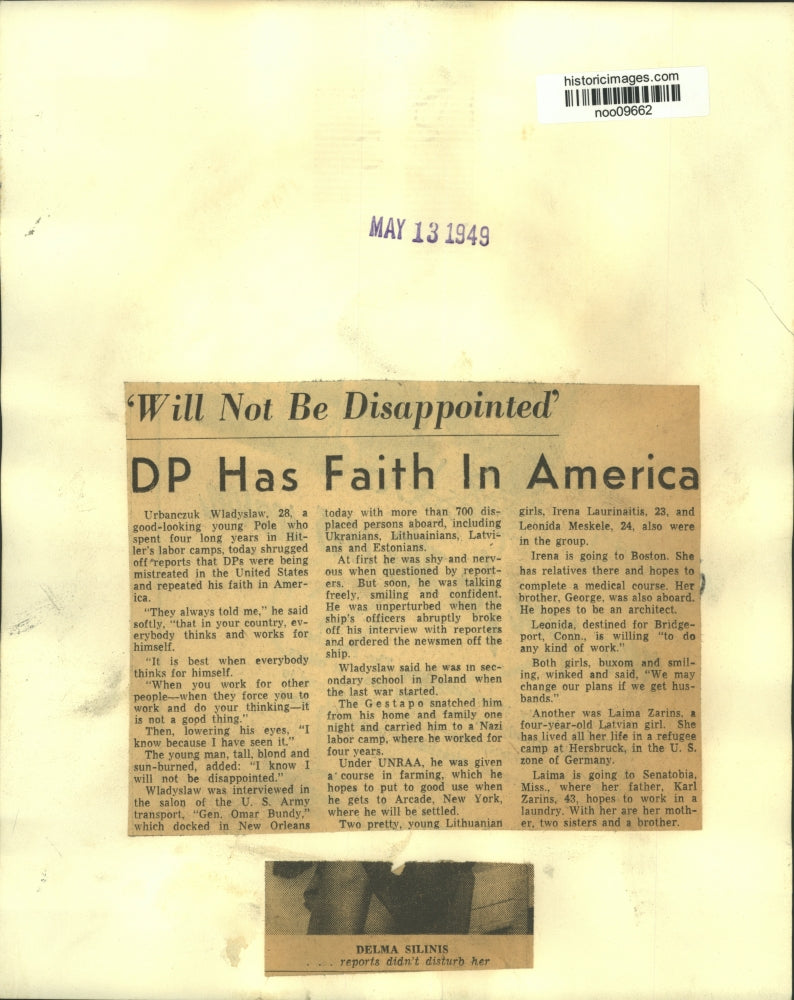 historicimages.com
noo09662
MAY 13 1949
'Will Not Be Disappointed'
DP Has Faith In America
Urbanczuk Wladyslaw, 28, a
good-looking young Pole who
spent four long years in Hit-
ler's labor camps, today shrugged
off reports that DPs were being
mistreated in the United States
and repeated his faith in Amer-
ica.
"They always told me," he said
softly, "that in your country, ev-
erybody thinks and works for
himself.
"It is best when everybody
thinks for himself.
"When you work for other
people—when they force you to
work and do your thinking—it
is not a good thing."
Then, lowering his eyes, "I
know because I have seen it."
The young man, tall, blond and
sun-burned, added: "I know I
will not be disappointed."
Wladyslaw was interviewed in
the salon of the U. S. Army
transport, "Gen. Omar Bundy,"
which docked in New Orleans
today with more than 700 dis-
placed persons aboard, including
Ukranians, Lithuainians, Latvi-
ans and Estonians.
At first he was shy and nerv-
ous when questioned by report-
ers. But soon, he was talking
freely, smiling and confident.
He was unperturbed when the
ship's officers abruptly broke
off his interview with reporters
and ordered the newsmen off the
ship.
Wladyslaw said he was in sec-
ondary school in Poland when
the last war started.
The Gestapo snatched him
from his home and family one
night and carried him to a Nazi
labor camp, where he worked for
four years.
Under UNRAA, he was given
a course in farming, which he
hopes to put to good use when
he gets to Arcade, New York,
where he will be settled.
Two pretty, young Lithuanian
girls, Irena Laurinaitis, 23, and
Leonida Meskele, 24, also were
in the group.
Irena is going to Boston. She
has relatives there and hopes to
complete a medical course. Her
brother, George, was also aboard.
He hopes to be an architect.
Leonida, destined for Bridge-
port, Conn., is willing "to do
any kind of work."
Both girls, buxom and smil-
ing, winked and said, "We may
change our plans if we get hus-
bands."
Another was Laima Zarins, a
four-year-old Latvian girl. She
has lived all her life in a refugee
camp at Hersbruck, in the U. S.
zone of Germany.
Laima is going to Senatobia,
Miss., where her father, Karl
Zarins, 43, hopes to work in a
laundry. With her are her moth-
er, two sisters and a brother.
DELMA SILINIS
. . . reports didn't disturb her